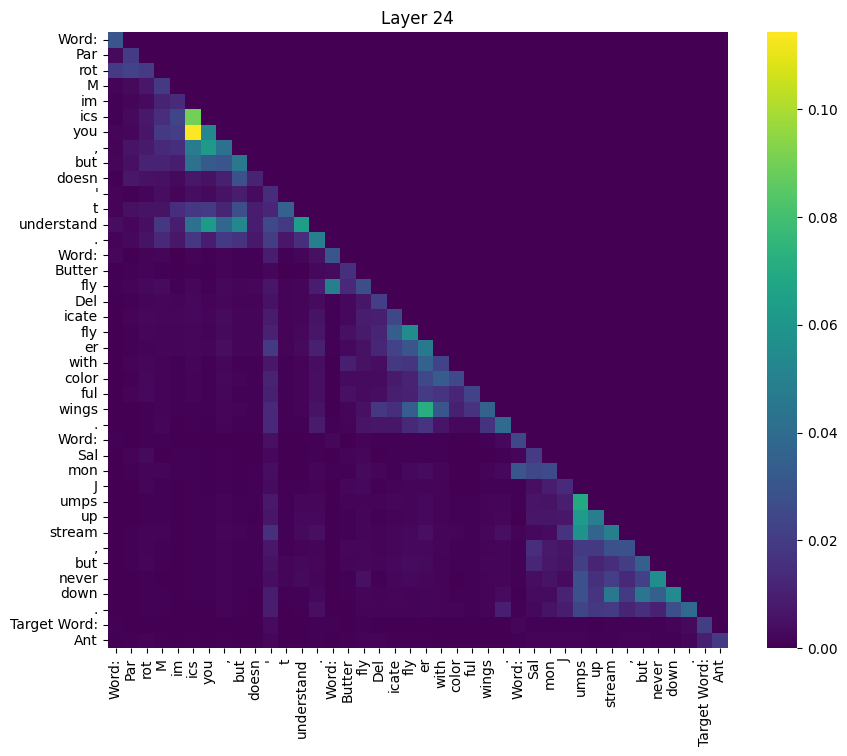 Layer 24
Word:
Par
rot
M
im
ics
you
,
but
doesn
'
t
understand
.
Word:
Butter
fly
Del
icate
fly
er
with
color
ful
wings
.
Word:
Sal
mon
J
umps
up
stream
,
but
never
down
.
Target Word:
Ant
0.10
0.08
0.06
0.04
0.02
0.00
Word:
Par
rot
M
im
ics
you
,
but
doesn
'
t
understand
.
Word:
Butter
fly
Del
icate
fly
er
with
color
ful
wings
.
Word:
Sal
mon
J
umps
up
stream
,
but
never
down
.
Target Word:
Ant